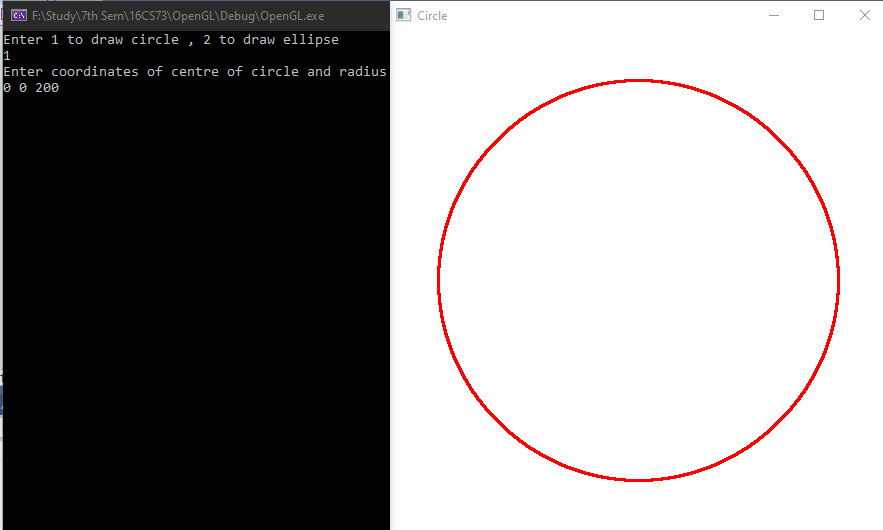 F:\Study\7th Sem\16CS73\OpenGL\Debug\OpenGL.exe
Enter 1 to draw circle , 2 to draw ellipse
1
Enter coordinates of centre of circle and radius
0 0 200
Circle